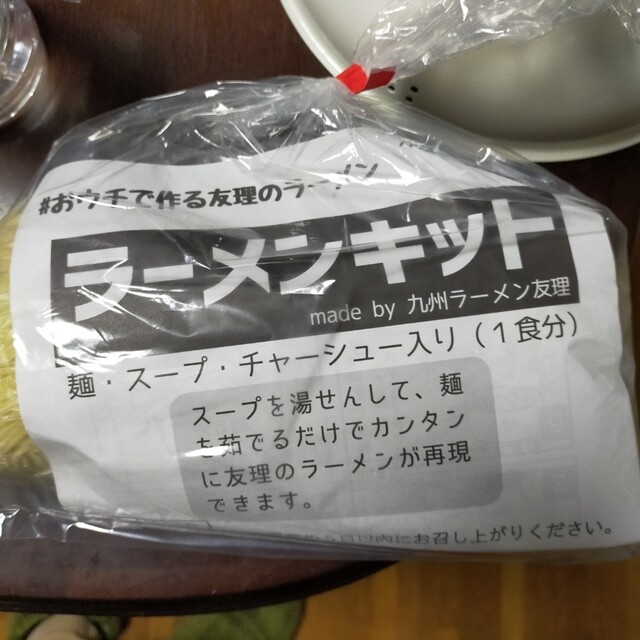 #おウチで作る友理のラーメン
ラーメンキット
made by 九州ラーメン友理
麺・スープ・チャーシュー入り（１食分）
スープを湯せんして、麺
を茹でるだけでカンタン
に友理のラーメンが再現
できます。
日以内にお召し上がりください。